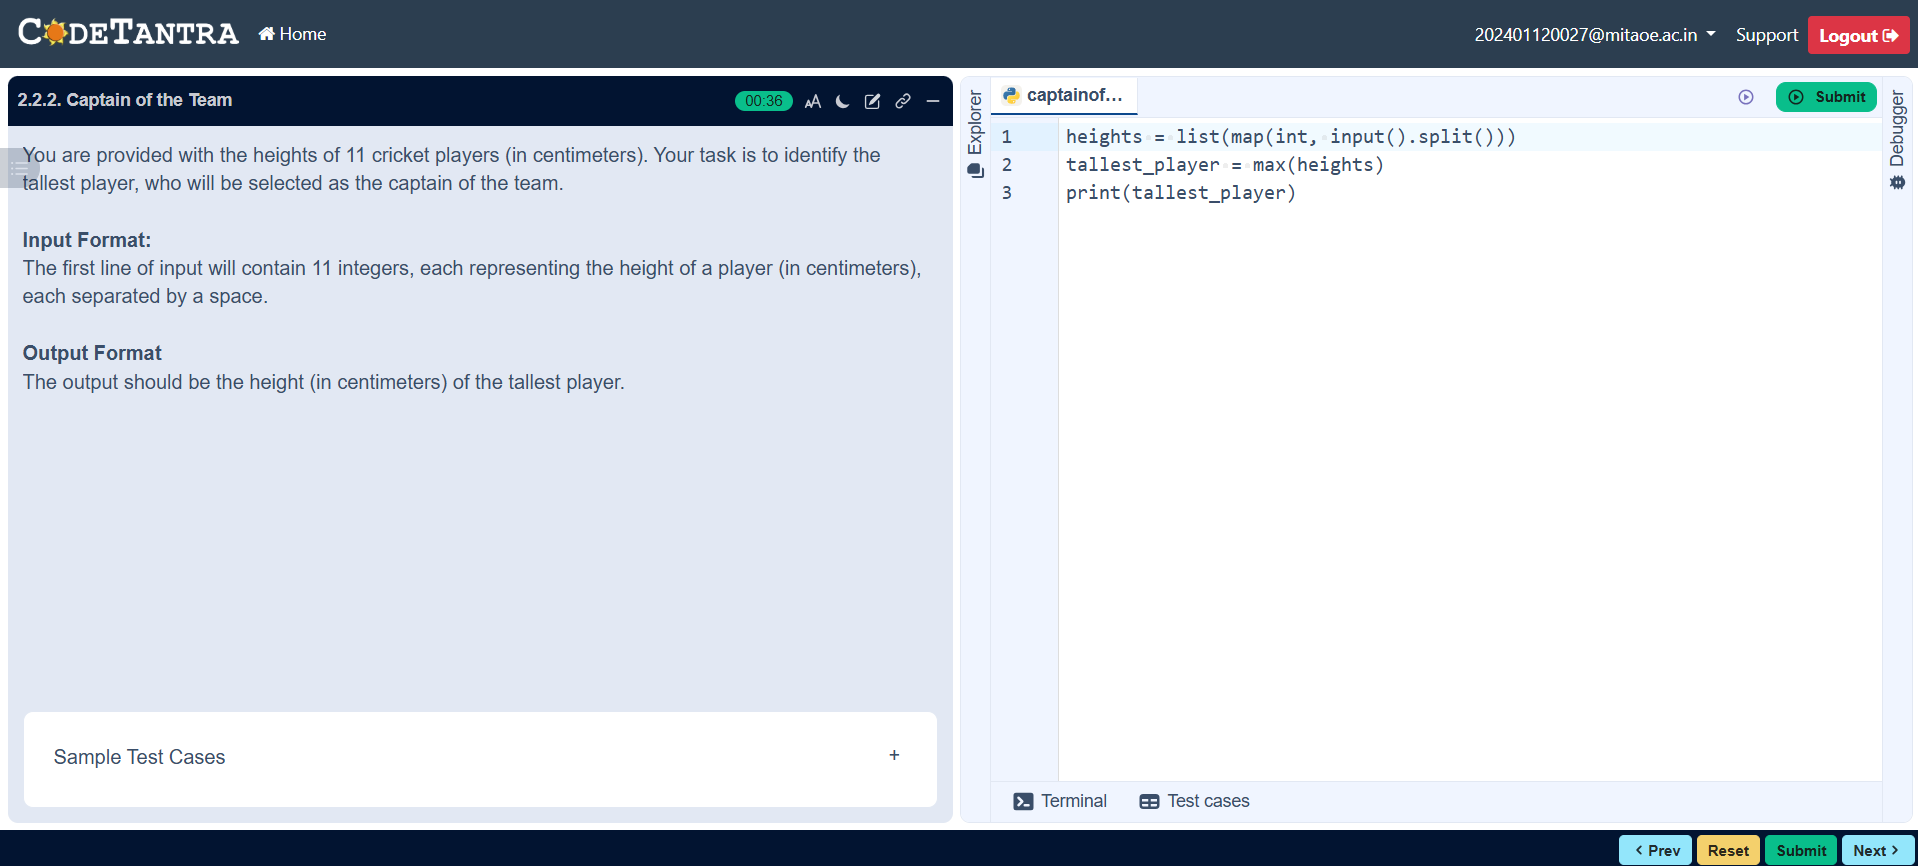 CODETANTRA
Home
202401120027@mitaoe.ac.in
Support
Logout
2.2.2. Captain of the Team
00:36
AA
You are provided with the heights of 11 cricket players (in centimeters). Your task is to identify the
tallest player, who will be selected as the captain of the team.
Input Format:
The first line of input will contain 11 integers, each representing the height of a player (in centimeters),
each separated by a space.
Output Format
The output should be the height (in centimeters) of the tallest player.
Sample Test Cases
+
Explorer
captainof...
Submit
1 heights = list(map(int, input().split()))
2 tallest_player = max(heights)
3 print(tallest_player)
Debugger
Terminal
Test cases
< Prev
Reset
Submit
Next >